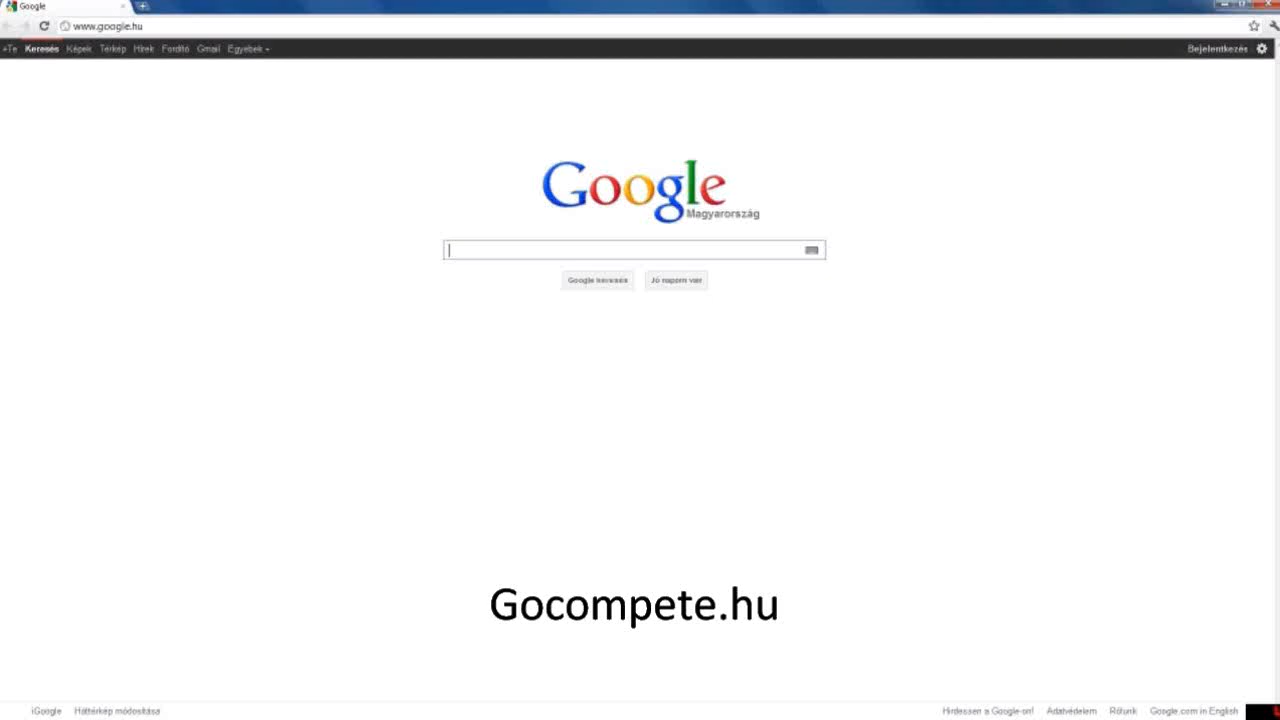 Google
www.google.hu
+Te Keresés Képek Térkép Hírek Fordító Gmail Egyebek Bejelentkezés
Google
Magyarország
Google keresés Jó napom van
Gocompete.hu
iGoogle Háttérkép módosítása Hirdessen a Google-on! Adatvédelem Rólunk Google.com in English